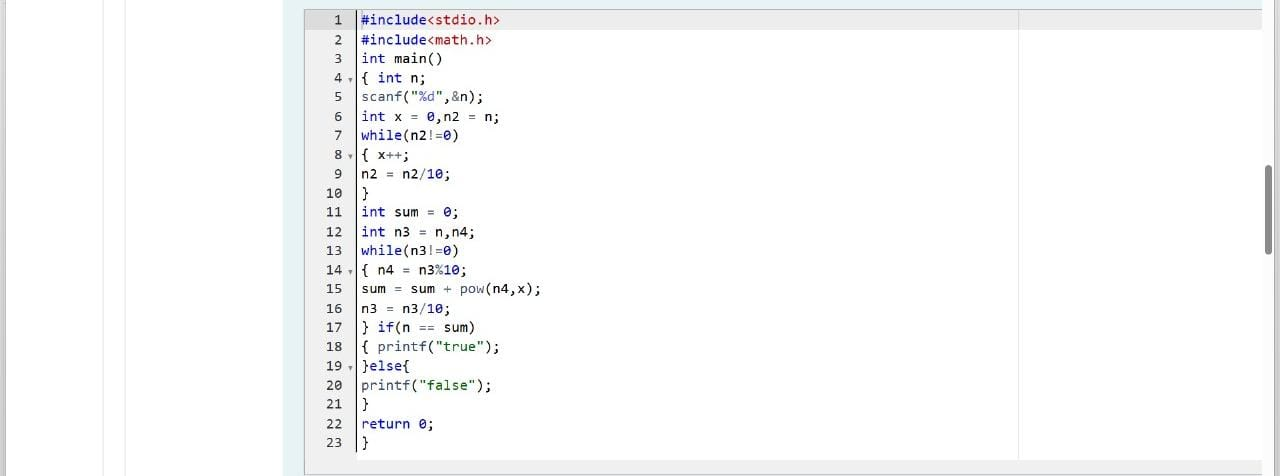 1 #include<stdio.h>
2 #include<math.h>
3 int main()
4 { int n;
5 scanf("%d",&n);
6 int x = 0,n2 = n;
7 while(n2!=0)
8 { x++;
9 n2 = n2/10;
10 }
11 int sum = 0;
12 int n3 = n,n4;
13 while(n3!=0)
14 { n4 = n3%10;
15 sum = sum + pow(n4,x);
16 n3 = n3/10;
17 } if(n == sum)
18 { printf("true");
19 }else{
20 printf("false");
21 }
22 return 0;
23 }